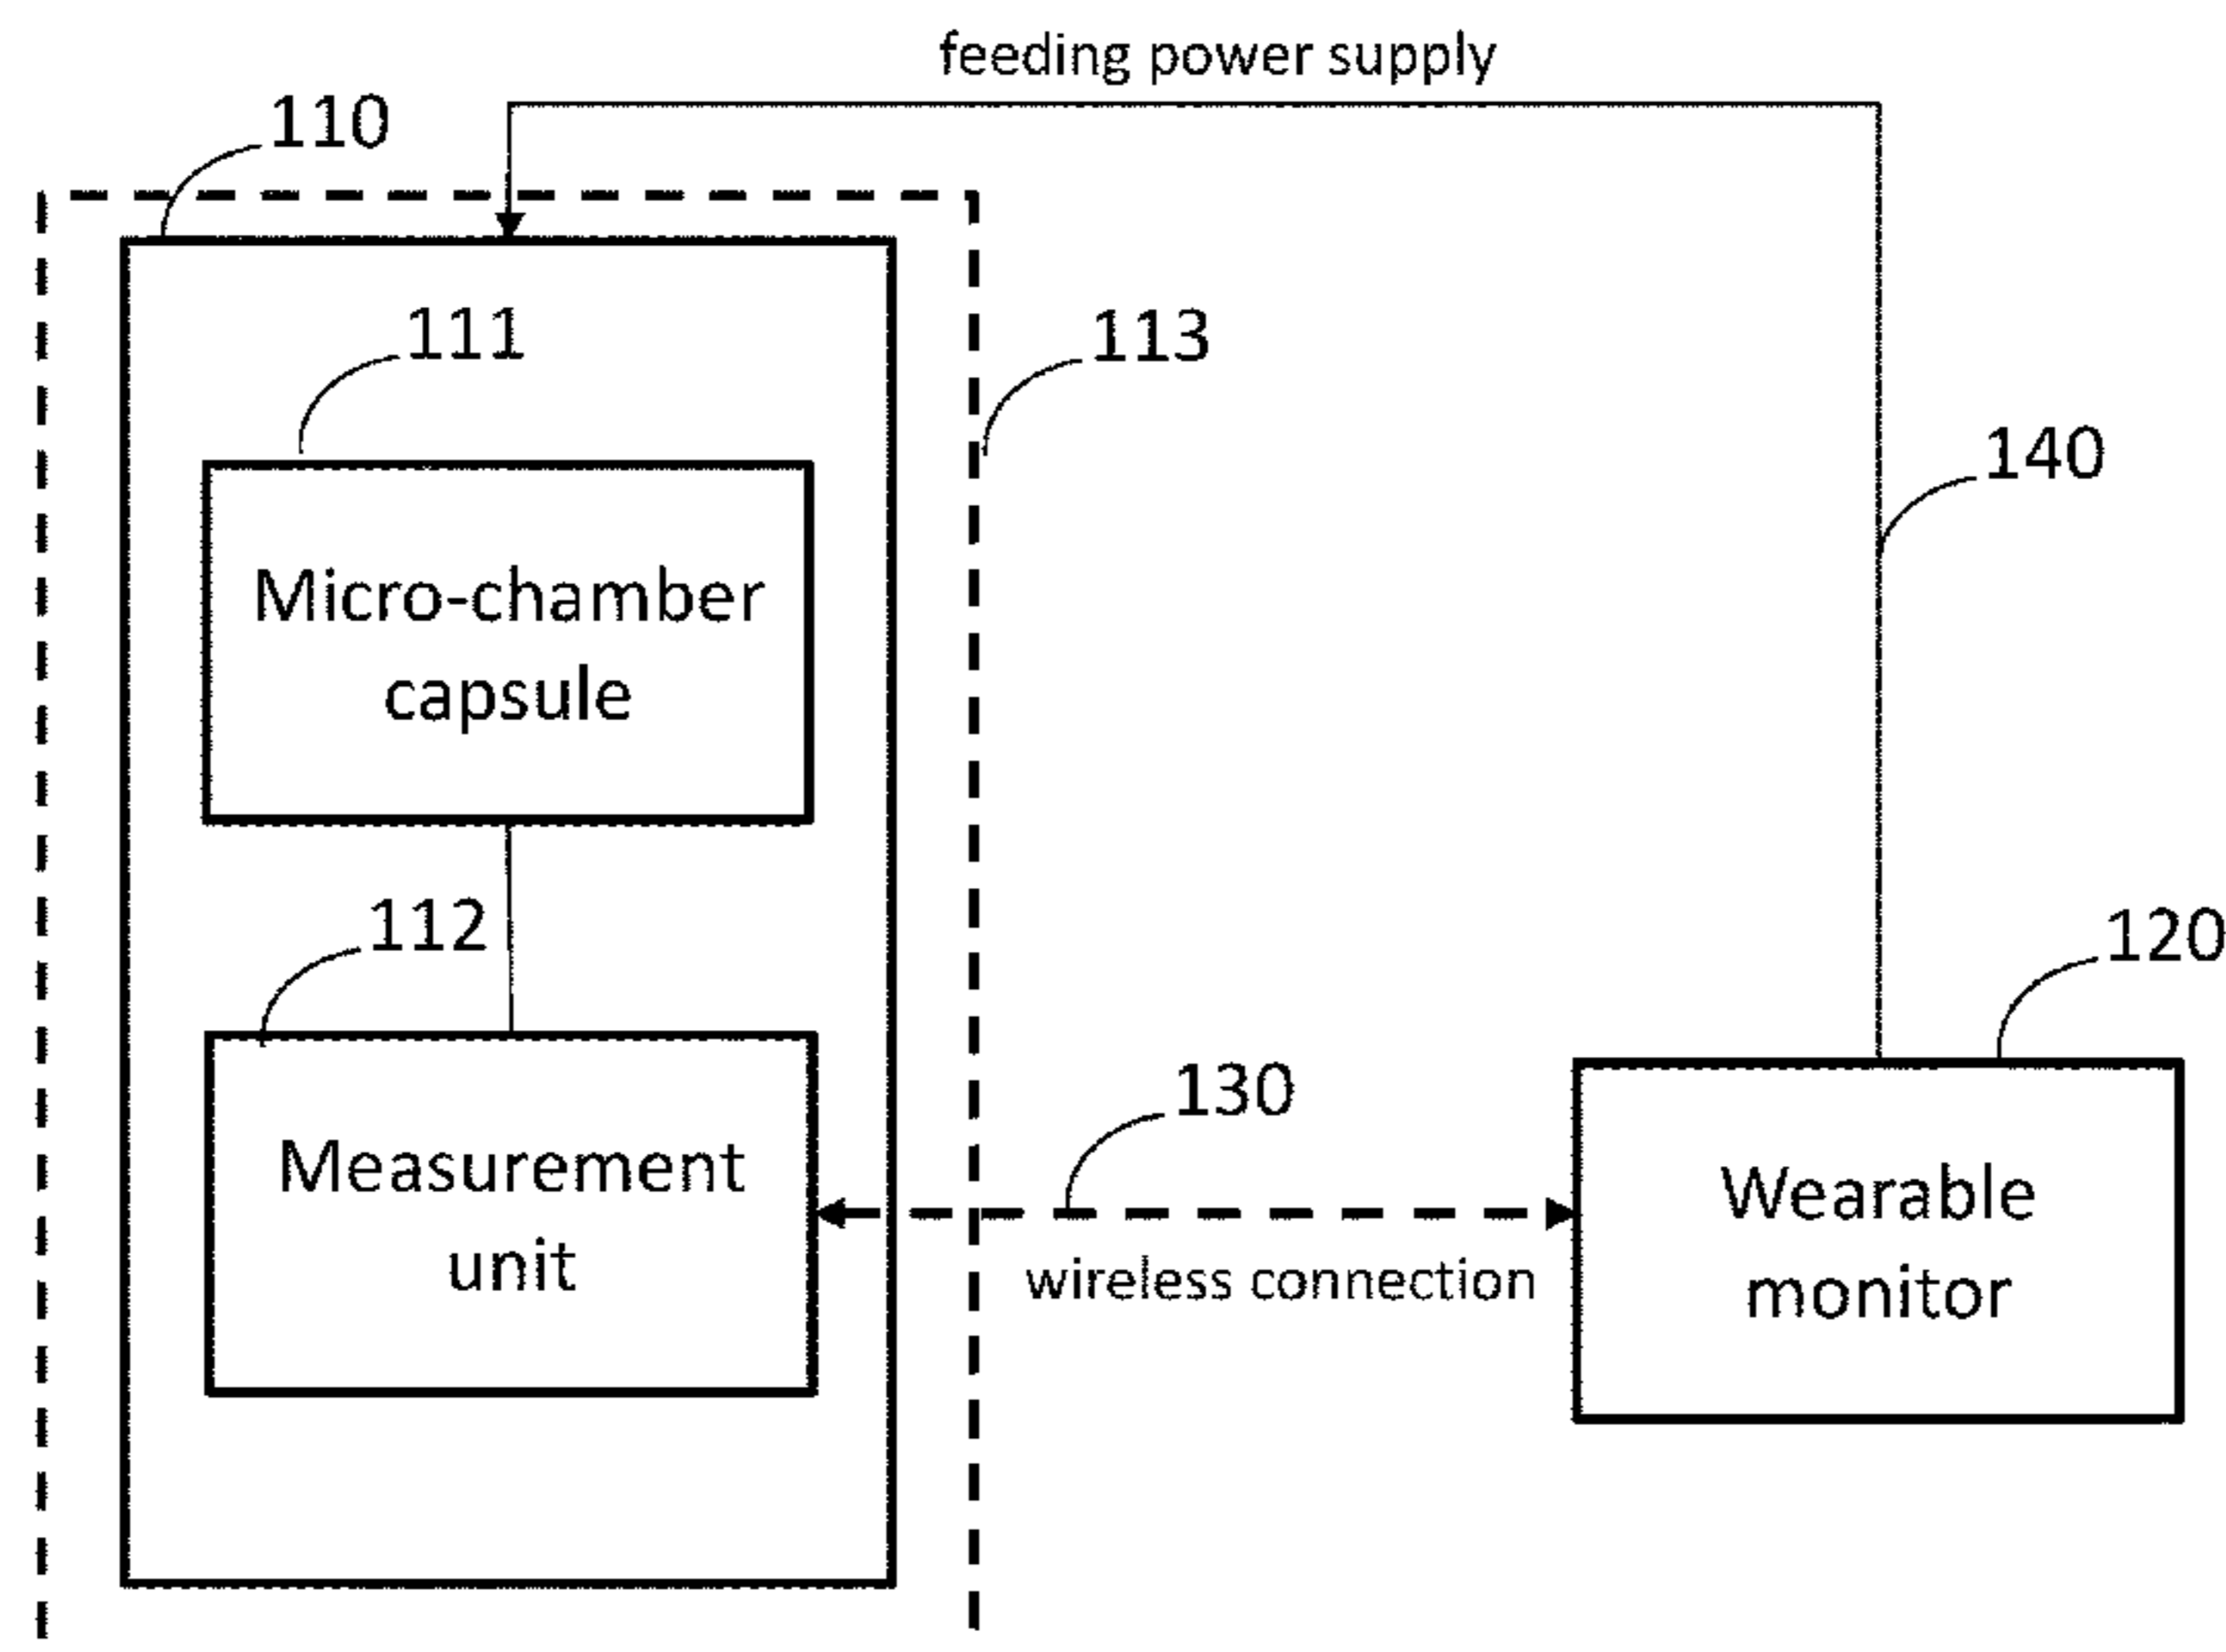 feeding power supply
110
111
113
140
Micro-chamber
capsule
112
120
130
Measurement
unit
wireless connection
Wearable
monitor